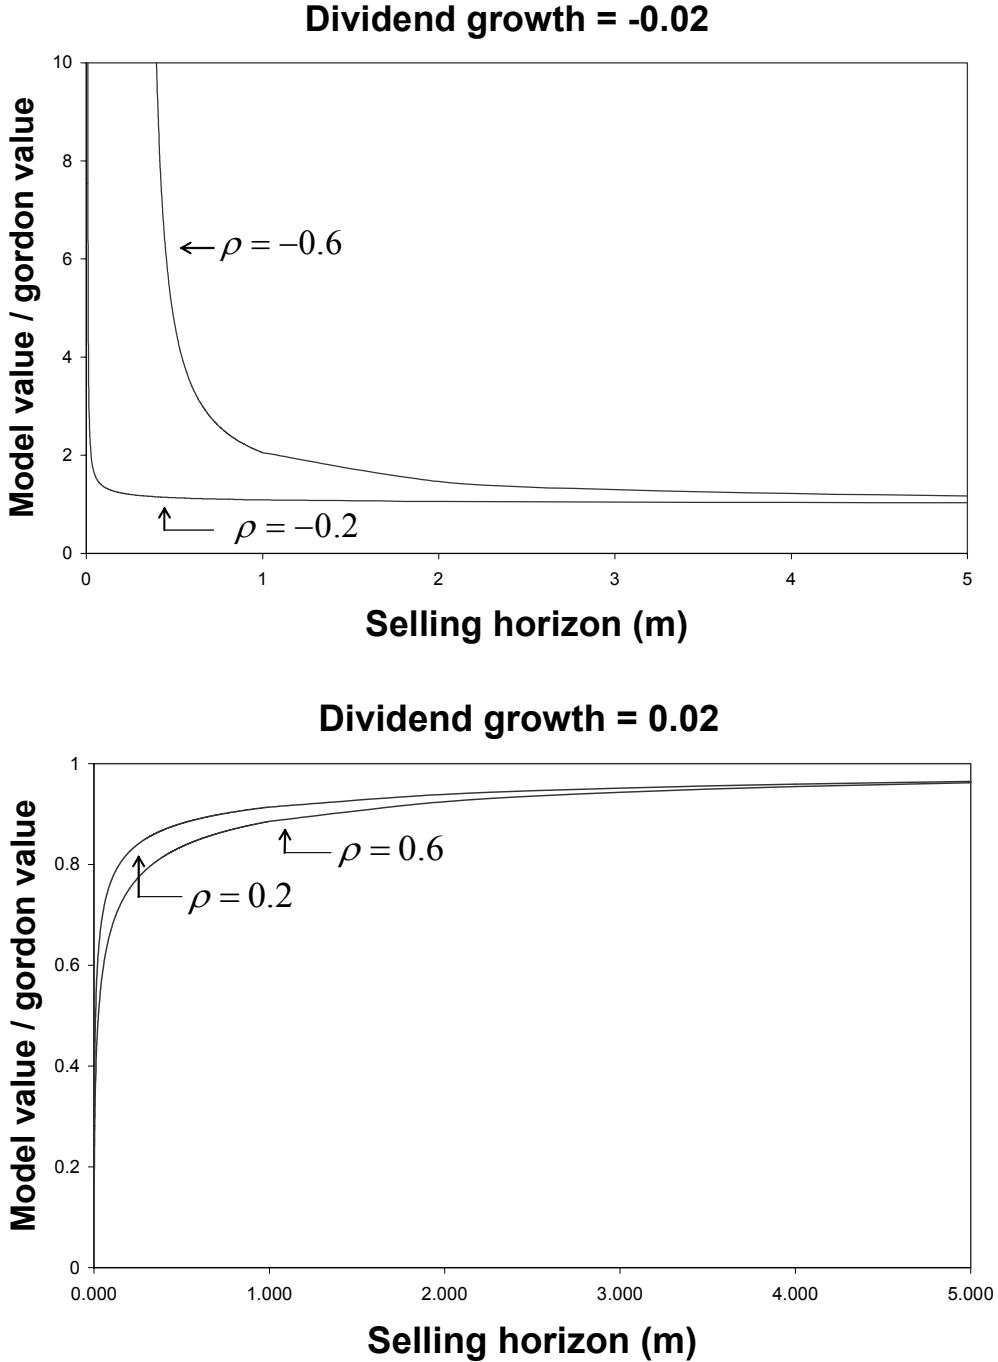 Dividend growth = -0.02
Model value / gordon value
10
8
6
4
2
0
ρ = −0.6
ρ = −0.2
0 1 2 3 4 5
Selling horizon (m)
Dividend growth = 0.02
Model value / gordon value
1
0.8
0.6
0.4
0.2
0
ρ = 0.6
ρ = 0.2
0.000 1.000 2.000 3.000 4.000 5.000
Selling horizon (m)